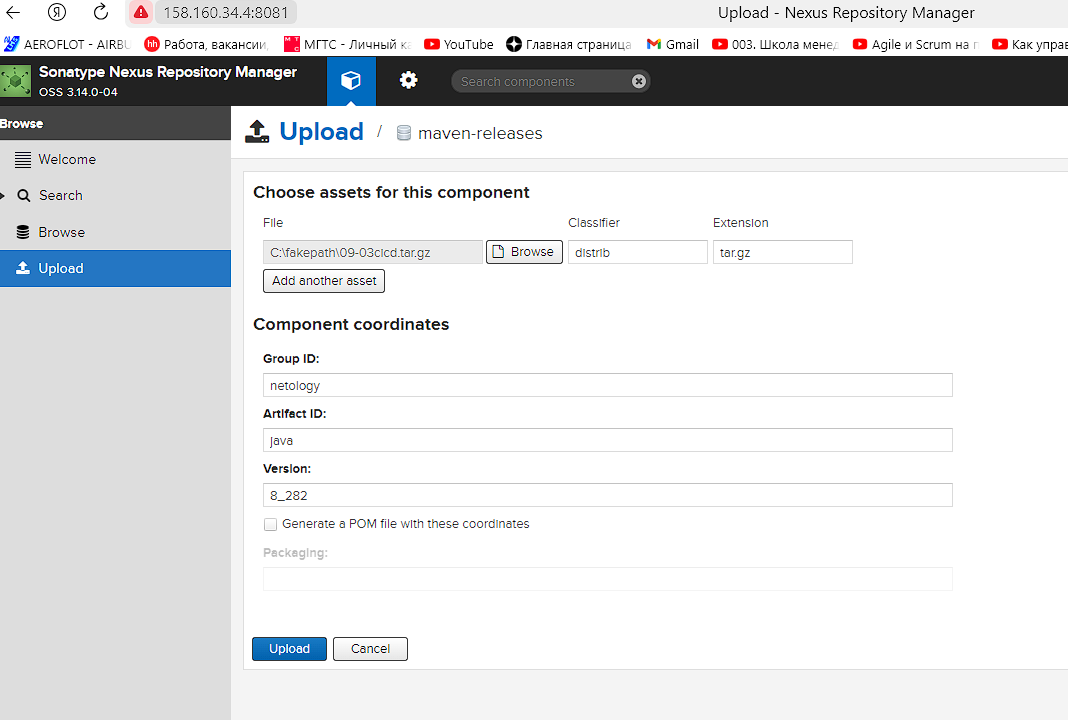 Я 158.160.34.4:8081 Upload - Nexus Repository Manager
AEROFLOT - AIRBU hh Работа, вакансии, МТС МГТС - Личный ка YouTube Главная страница Gmail 003. Школа менед Agile и Scrum на п Как управ
Sonatype Nexus Repository Manager
OSS 3.14.0-04
Search components
Browse
Upload / maven-releases
Welcome
Search
Browse
Upload
Choose assets for this component
File Classifier Extension
C:\fakepath\09-03cicd.tar.gz Browse distrib tar.gz
Add another asset
Component coordinates
Group ID:
netology
Artifact ID:
java
Version:
8_282
Generate a POM file with these coordinates
Packaging:
Upload Cancel